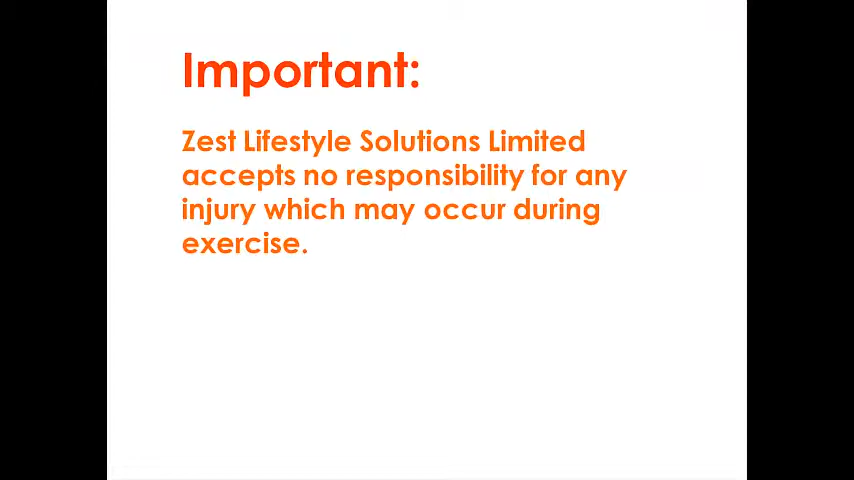 Important:
Zest Lifestyle Solutions Limited
accepts no responsibility for any
injury which may occur during
exercise.